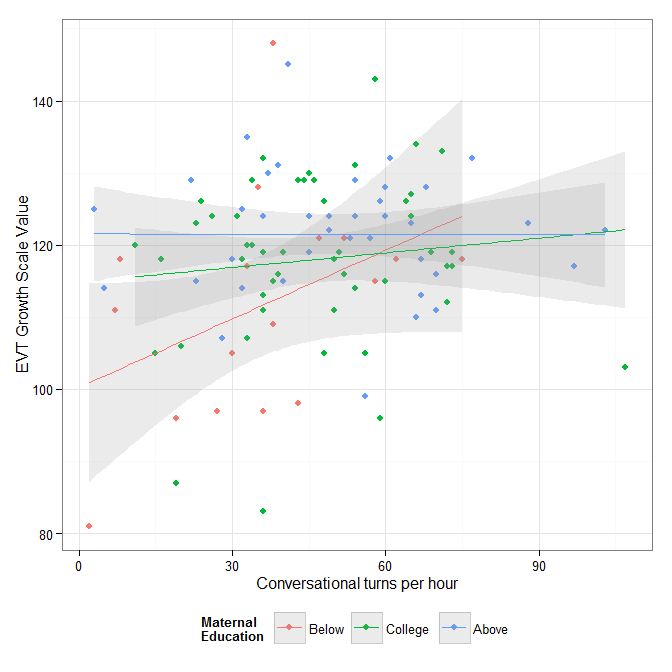 EVT Growth Scale Value
140
120
100
80
0 30 60 90
Conversational turns per hour
Maternal
Education
Below College Above